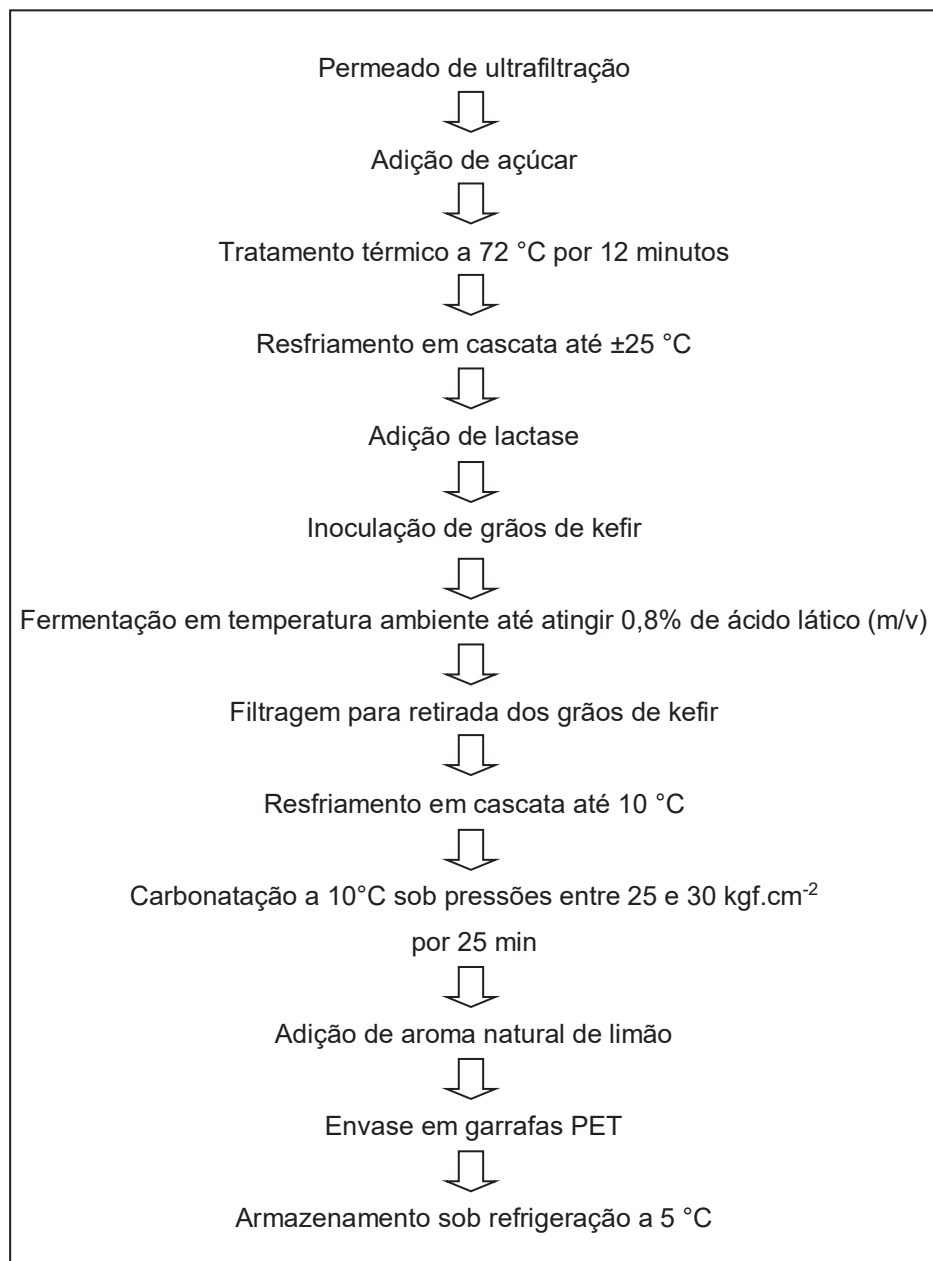 Permeado de ultrafiltração
Adição de açúcar
Tratamento térmico a 72 °C por 12 minutos
Resfriamento em cascata até ±25 °C
Adição de lactase
Inoculação de grãos de kefir
Fermentação em temperatura ambiente até atingir 0,8% de ácido lático (m/v)
Filtragem para retirada dos grãos de kefir
Resfriamento em cascata até 10 °C
Carbonatação a 10°C sob pressões entre 25 e 30 kgf.cm⁻²
por 25 min
Adição de aroma natural de limão
Envase em garrafas PET
Armazenamento sob refrigeração a 5 °C